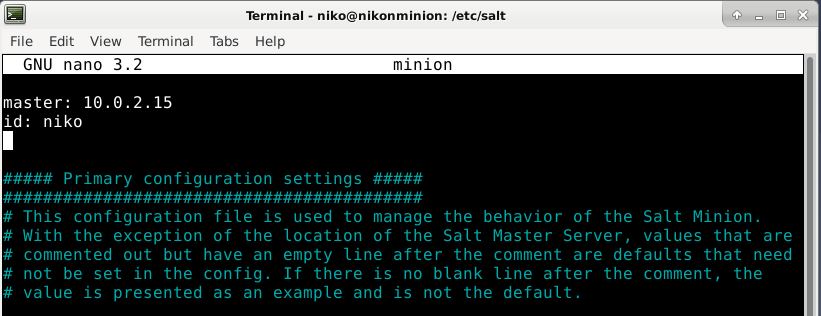 Terminal - niko@nikonminion: /etc/salt
File Edit View Terminal Tabs Help
GNU nano 3.2 minion
master: 10.0.2.15
id: niko
##### Primary configuration settings #####
##########################################
# This configuration file is used to manage the behavior of the Salt Minion.
# With the exception of the location of the Salt Master Server, values that are
# commented out but have an empty line after the comment are defaults that need
# not be set in the config. If there is no blank line after the comment, the
# value is presented as an example and is not the default.